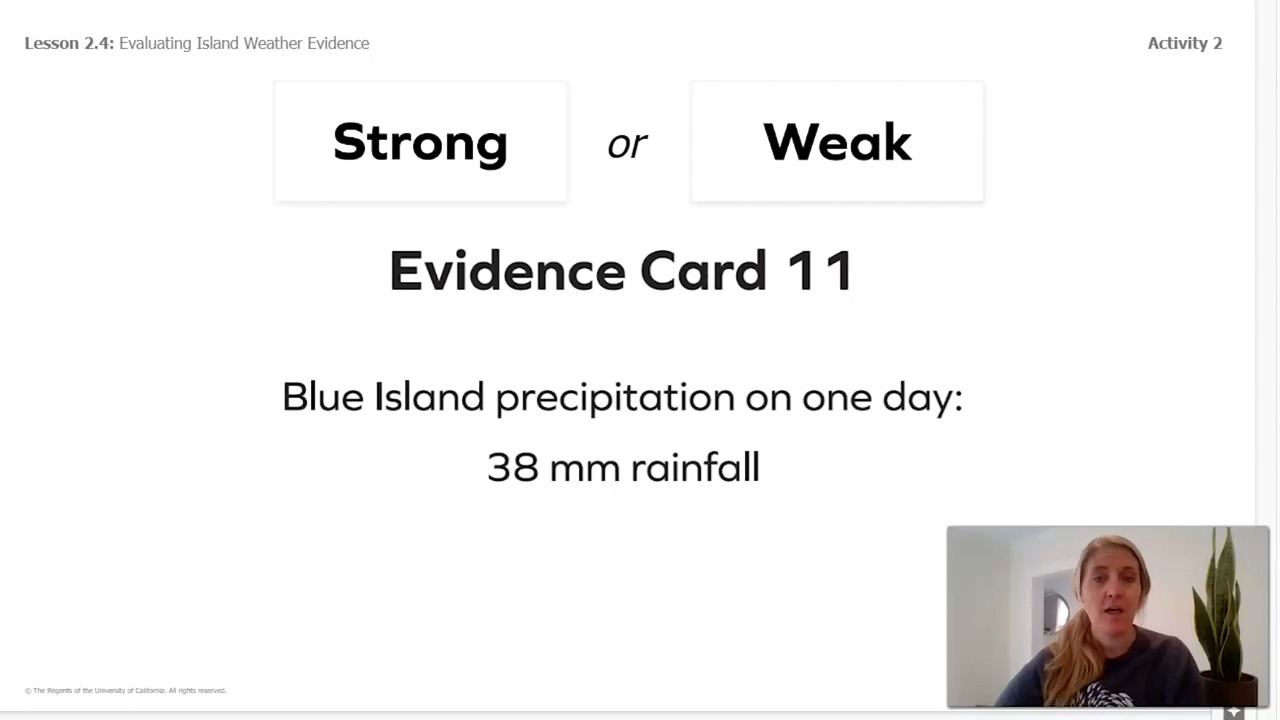 Lesson 2.4: Evaluating Island Weather Evidence
Activity 2
Strong or Weak
Evidence Card 11
Blue Island precipitation on one day:
38 mm rainfall
© The Regents of the University of California. All rights reserved.